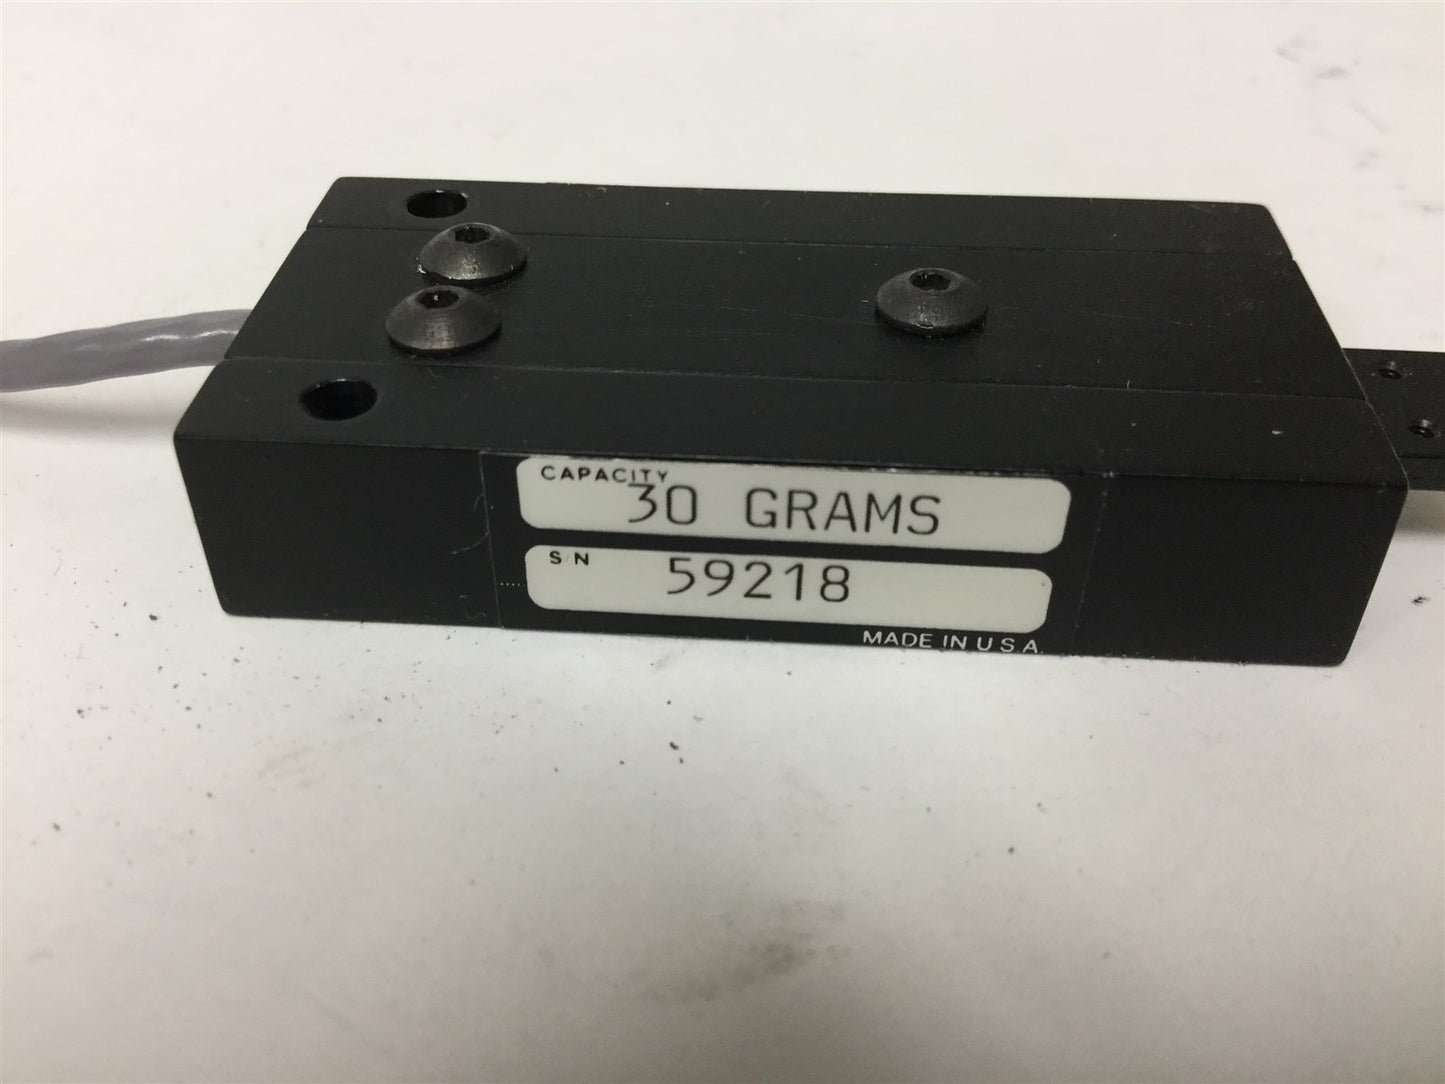 CAPACITY
30 GRAMS
S/N
59218
MADE IN U S A